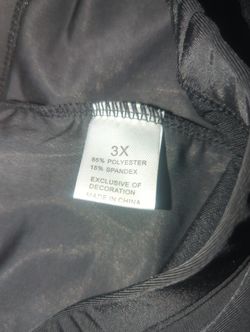 3X
85% POLYESTER
15% SPANDEX
EXCLUSIVE OF
DECORATION
MADE IN CHINA